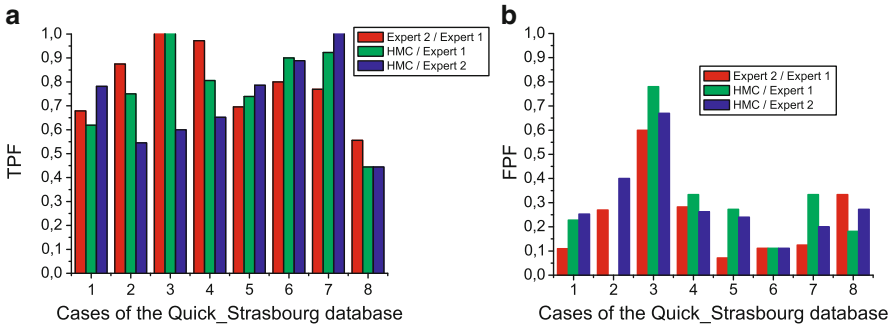 a
1,0
0,9
0,8
0,7
0,6
0,5
0,4
0,3
0,2
0,1
0,0
TPF
Expert 2 / Expert 1
HMC / Expert 1
HMC / Expert 2
1 2 3 4 5 6 7 8
Cases of the Quick_Strasbourg database
b
1,0
0,9
0,8
0,7
0,6
0,5
0,4
0,3
0,2
0,1
0,0
FPF
Expert 2 / Expert 1
HMC / Expert 1
HMC / Expert 2
1 2 3 4 5 6 7 8
Cases of the Quick_Strasbourg database